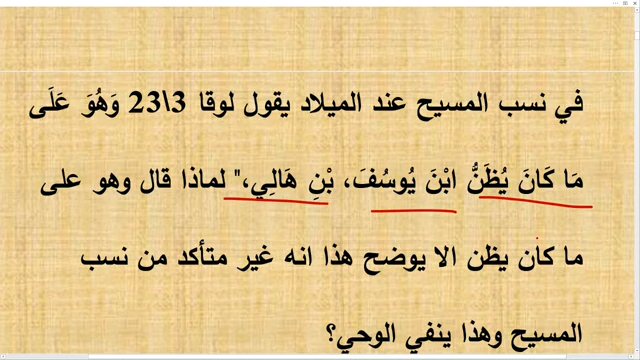 في نسب المسيح عند الميلاد يقول لوقا 3\23 وَهُوَ عَلَى
مَا كَانَ يُظَنُّ ابْنَ يُوسُفَ، بْنِ هَالِي،" لماذا قال وهو على
ما كان يظن الا يوضح هذا انه غير متأكد من نسب
المسيح وهذا ينفي الوحي؟